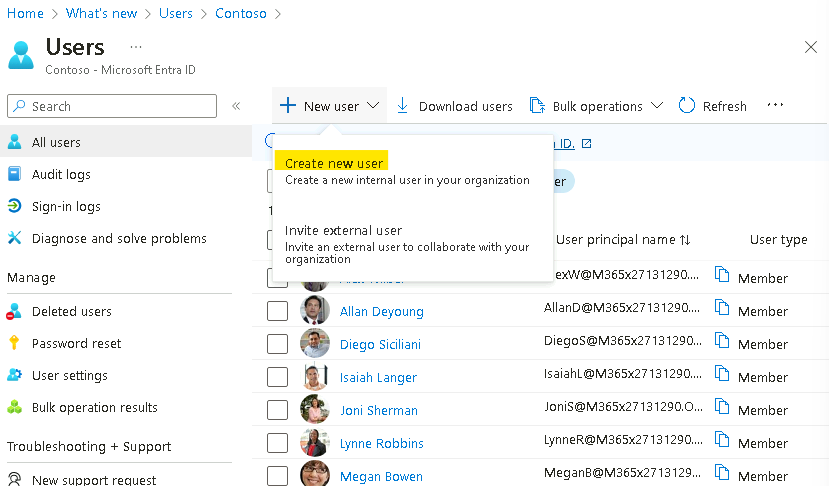 Home > What's new > Users > Contoso >
Users ...
Contoso - Microsoft Entra ID
Search
«
New user
Download users
Bulk operations
Refresh
...
All users
Audit logs
Sign-in logs
Diagnose and solve problems
Manage
Deleted users
Password reset
User settings
Bulk operation results
Troubleshooting + Support
New support request
ID.
Create new user
Create a new internal user in your organization
Invite external user
Invite an external user to collaborate with your
organization
User principal name ↑↓ User type
exW@M365x27131290.... Member
Allan Deyoung AllanD@M365x27131290.... Member
Diego Siciliani DiegoS@M365x27131290.... Member
Isaiah Langer IsaiahL@M365x27131290.... Member
Joni Sherman JoniS@M365x27131290.O... Member
Lynne Robbins LynneR@M365x27131290.... Member
Megan Bowen MeganB@M365x27131290.... Member